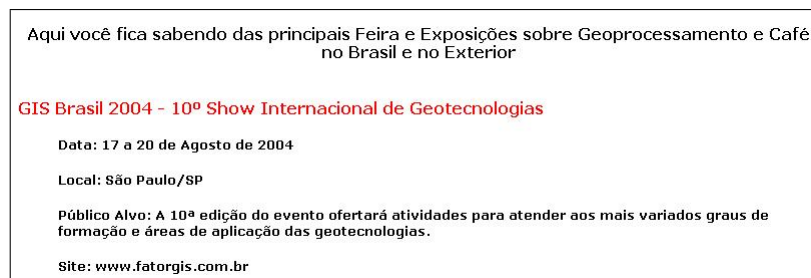 Aqui você fica sabendo das principais Feira e Exposições sobre Geoprocessamento e Café
no Brasil e no Exterior
GIS Brasil 2004 - 10º Show Internacional de Geotecnologias
Data: 17 a 20 de Agosto de 2004
Local: São Paulo/SP
Público Alvo: A 10ª edição do evento ofertará atividades para atender aos mais variados graus de
formação e áreas de aplicação das geotecnologias.
Site: www.fatorgis.com.br